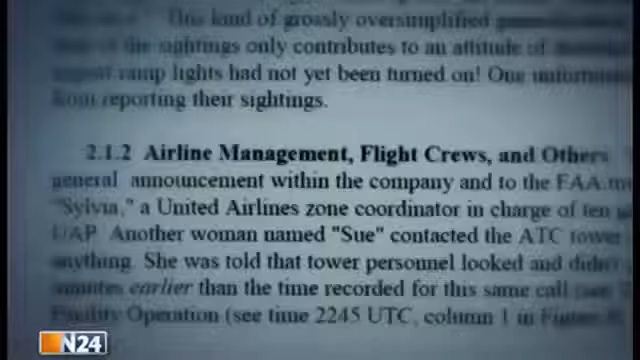 This kind of grossly oversimplified
of the sightings only contributes to an attitude of
ramp lights had not yet been turned on! One
from reporting their sightings.
2.1.2 Airline Management, Flight Crews, and Others
general announcement within the company and to the FAA
"Sylvia," a United Airlines zone coordinator in charge of ten
UAP. Another woman named "Sue" contacted the ATC tower
anything. She was told that tower personnel looked and
minutes earlier than the time recorded for this same call (see
Facility Operation (see time 2245 UTC, column 1 in
N24